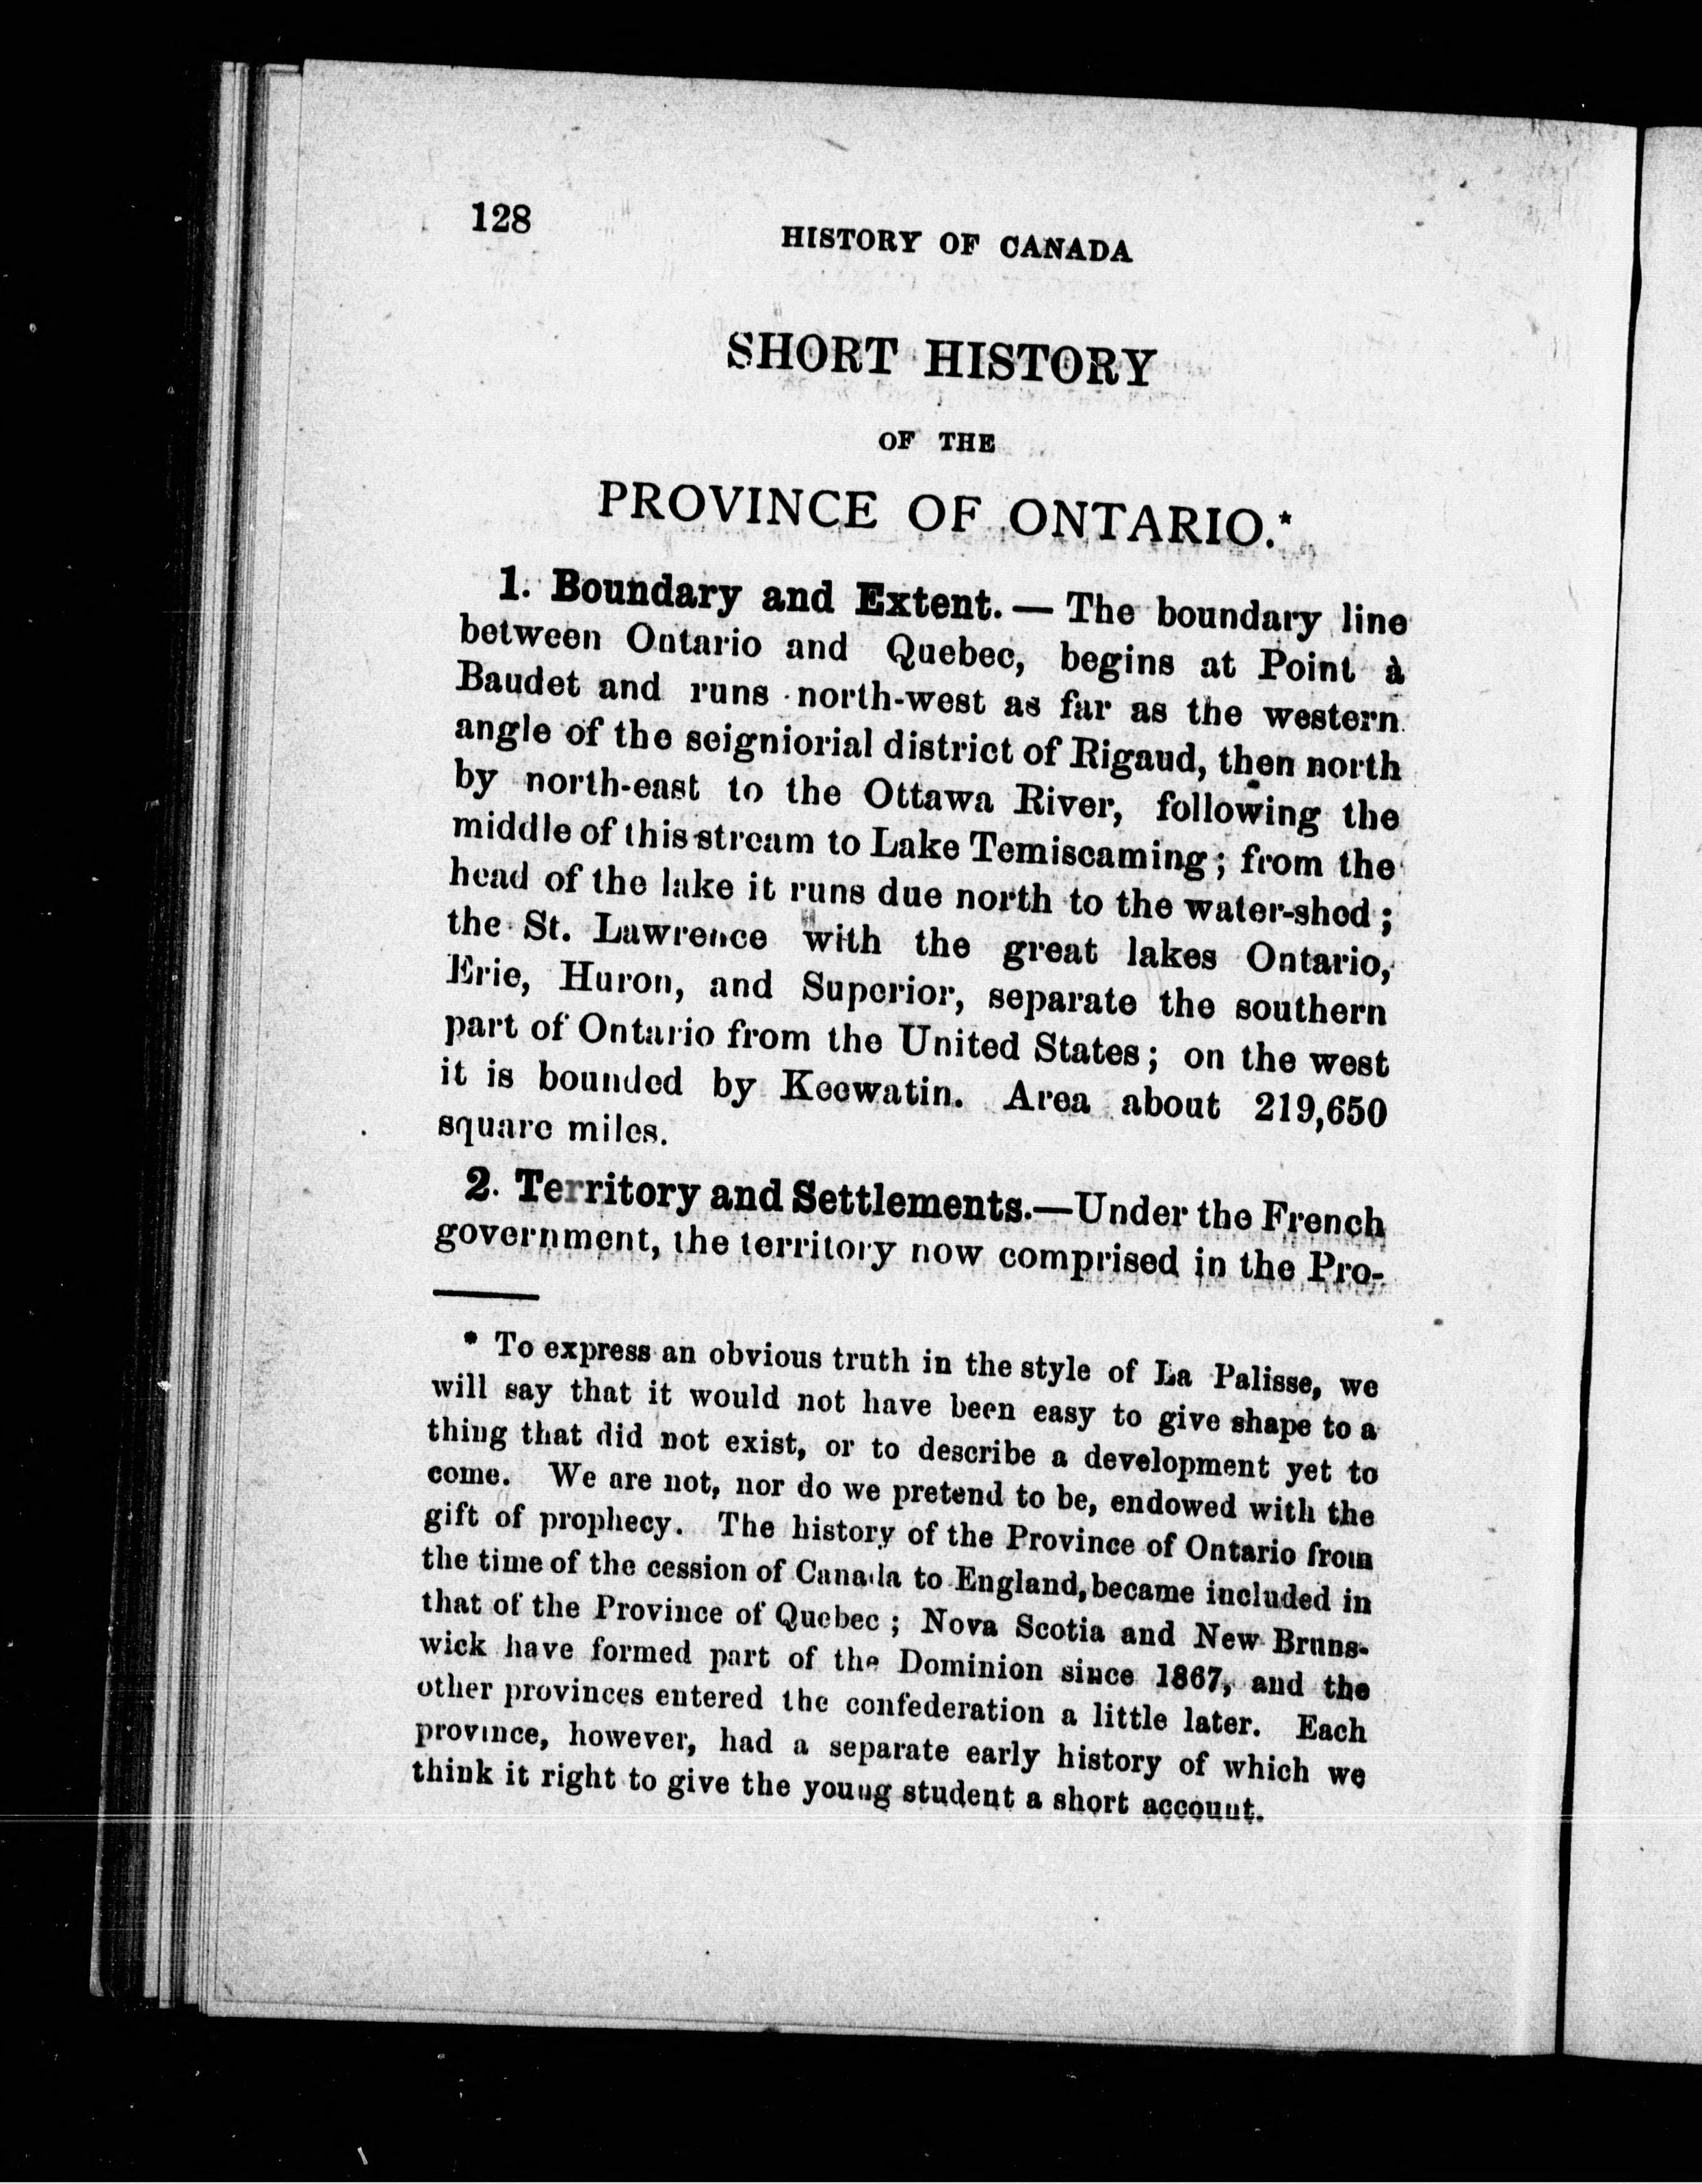 128
HISTORY OF CANADA
SHORT HISTORY
OF THE
PROVINCE OF ONTARIO.*
1. Boundary and Extent. — The boundary line
between Ontario and Quebec, begins at Point à
Baudet and runs north-west as far as the western
angle of the seigniorial district of Rigaud, then north
by north-east to the Ottawa River, following the
middle of this stream to Lake Temiscaming; from the
head of the lake it runs due north to the water-shed;
the St. Lawrence with the great lakes Ontario,
Erie, Huron, and Superior, separate the southern
part of Ontario from the United States; on the west
it is bounded by Keewatin. Area about 219,650
square miles.
2. Territory and Settlements.—Under the French
government, the territory now comprised in the Pro-
* To express an obvious truth in the style of La Palisse, we
will say that it would not have been easy to give shape to a
thing that did not exist, or to describe a development yet to
come. We are not, nor do we pretend to be, endowed with the
gift of prophecy. The history of the Province of Ontario from
the time of the cession of Canada to England, became included in
that of the Province of Quebec; Nova Scotia and New Bruns-
wick have formed part of the Dominion since 1867, and the
other provinces entered the confederation a little later. Each
province, however, had a separate early history of which we
think it right to give the young student a short account.